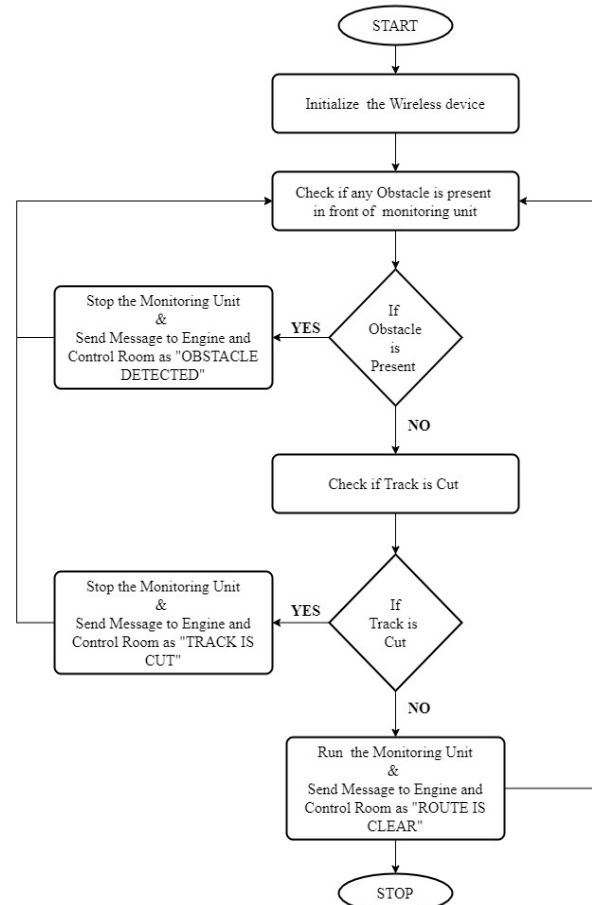 START
Initialize the Wireless device
Check if any Obstacle is present
in front of monitoring unit
If
Obstacle
is
Present
YES
Stop the Monitoring Unit
&
Send Message to Engine and
Control Room as "OBSTACLE
DETECTED"
NO
Check if Track is Cut
If
Track is
Cut
YES
Stop the Monitoring Unit
&
Send Message to Engine and
Control Room as "TRACK IS
CUT"
NO
Run the Monitoring Unit
&
Send Message to Engine and
Control Room as "ROUTE IS
CLEAR"
STOP